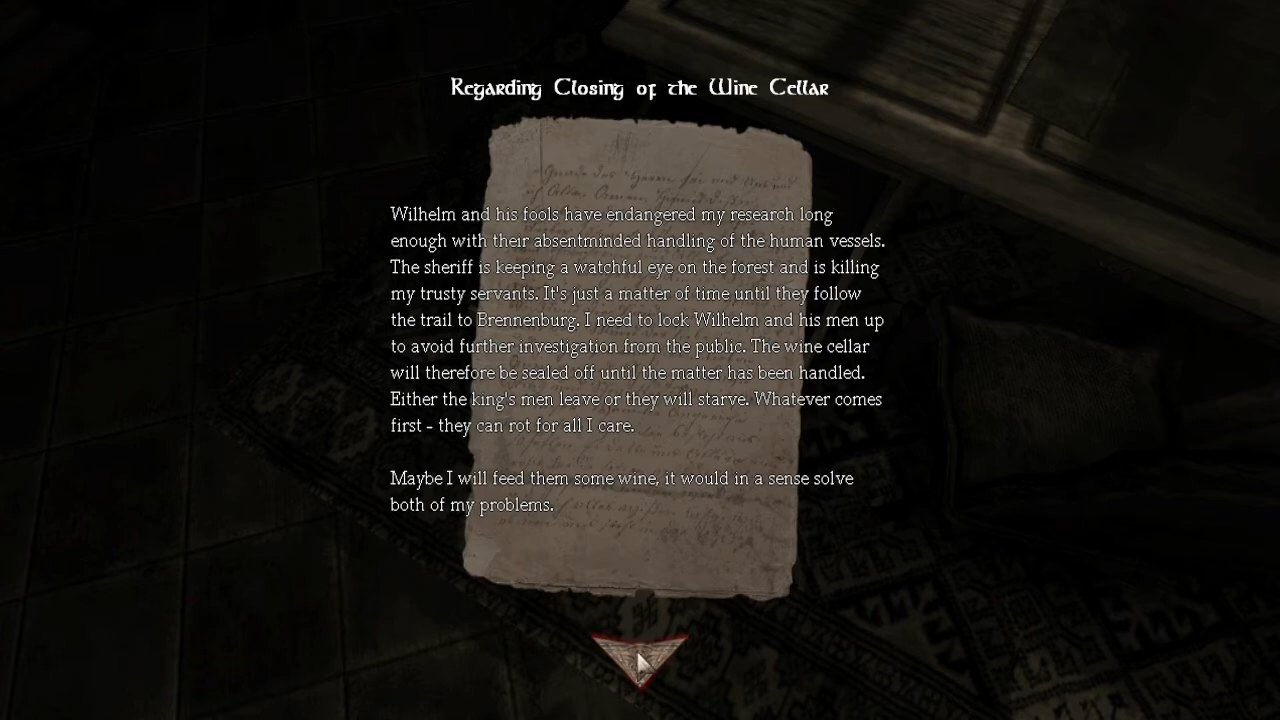 Regarding Closing of the Wine Cellar
Wilhelm and his fools have endangered my research long
enough with their absentminded handling of the human vessels.
The sheriff is keeping a watchful eye on the forest and is killing
my trusty servants. It's just a matter of time until they follow
the trail to Brennenburg. I need to lock Wilhelm and his men up
to avoid further investigation from the public. The wine cellar
will therefore be sealed off until the matter has been handled.
Either the king's men leave or they will starve. Whatever comes
first - they can rot for all I care.
Maybe I will feed them some wine, it would in a sense solve
both of my problems.